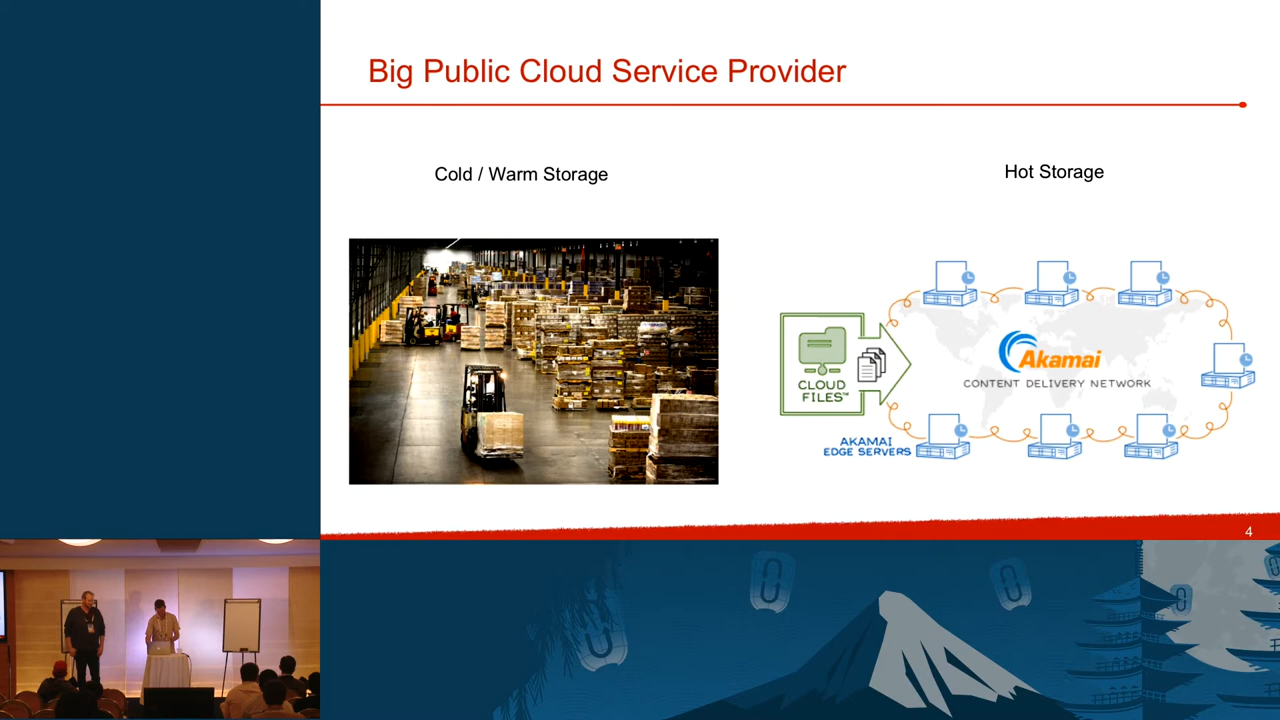 Big Public Cloud Service Provider
Cold / Warm Storage
Hot Storage
CLOUD
FILES™
Akamai
CONTENT DELIVERY NETWORK
AKAMAI
EDGE SERVERS
4